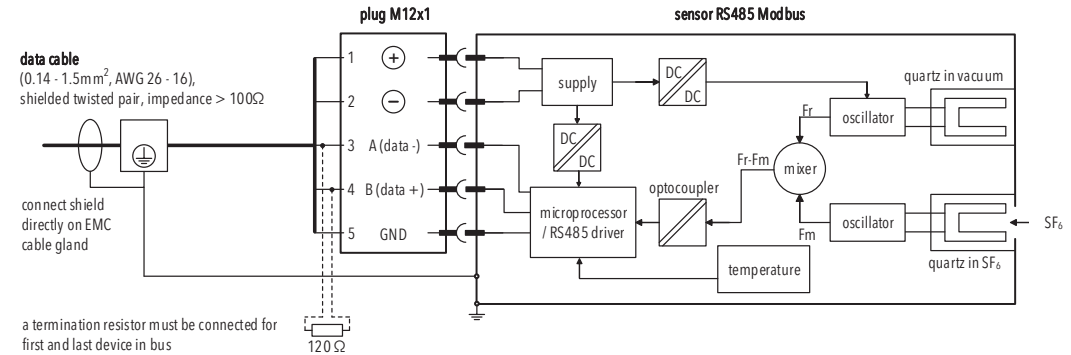 plug M12x1
sensor RS485 Modbus
data cable
(0.14 - 1.5mm², AWG 26 - 16),
shielded twisted pair, impedance > 100Ω
1 +
2 −
3 A (data -)
4 B (data +)
5 GND
connect shield
directly on EMC
cable gland
a termination resistor must be connected for
first and last device in bus
120 Ω
supply
DC
DC
DC
DC
microprocessor
/ RS485 driver
optocoupler
Fr-Fm
mixer
Fr
Fm
oscillator
oscillator
quartz in vacuum
quartz in SF₆
SF₆
temperature